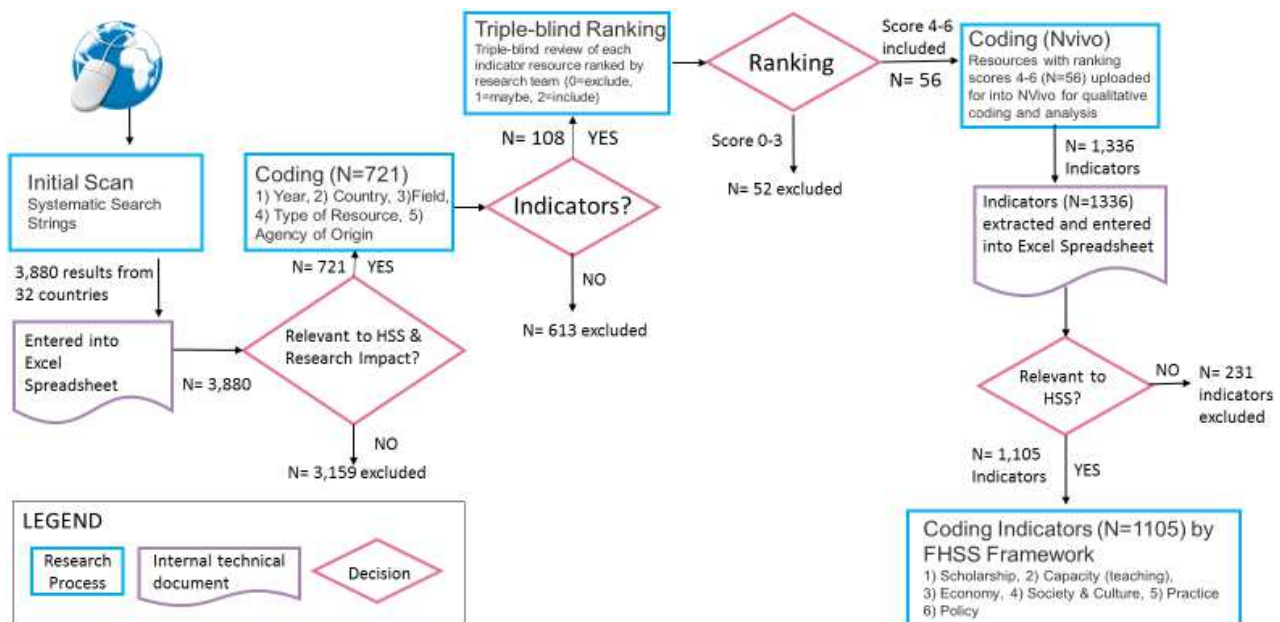 Initial Scan
Systematic Search
Strings
3,880 results from
32 countries
Entered into
Excel
Spreadsheet
N= 3,880
Relevant to HSS &
Research Impact?
NO
N= 3,159 excluded
N= 721
YES
Coding (N=721)
1) Year, 2) Country, 3)Field,
4) Type of Resource, 5)
Agency of Origin
Indicators?
NO
N= 613 excluded
N= 108
YES
Triple-blind Ranking
Triple-blind review of each
indicator resource ranked by
research team (0=exclude,
1=maybe, 2=include)
Ranking
Score 0-3
N= 52 excluded
Score 4-6
included
N= 56
Coding (Nvivo)
Resources with ranking
scores 4-6 (N=56) uploaded
for into NVivo for qualitative
coding and analysis
N= 1,336
Indicators
Indicators (N=1336)
extracted and entered
into Excel Spreadsheet
Relevant to
HSS?
NO
N= 231
indicators
excluded
N= 1,105
Indicators
YES
Coding Indicators (N=1105) by
FHSS Framework
1) Scholarship, 2) Capacity (teaching),
3) Economy, 4) Society & Culture, 5) Practice
6) Policy
LEGEND
Research
Process
Internal technical
document
Decision